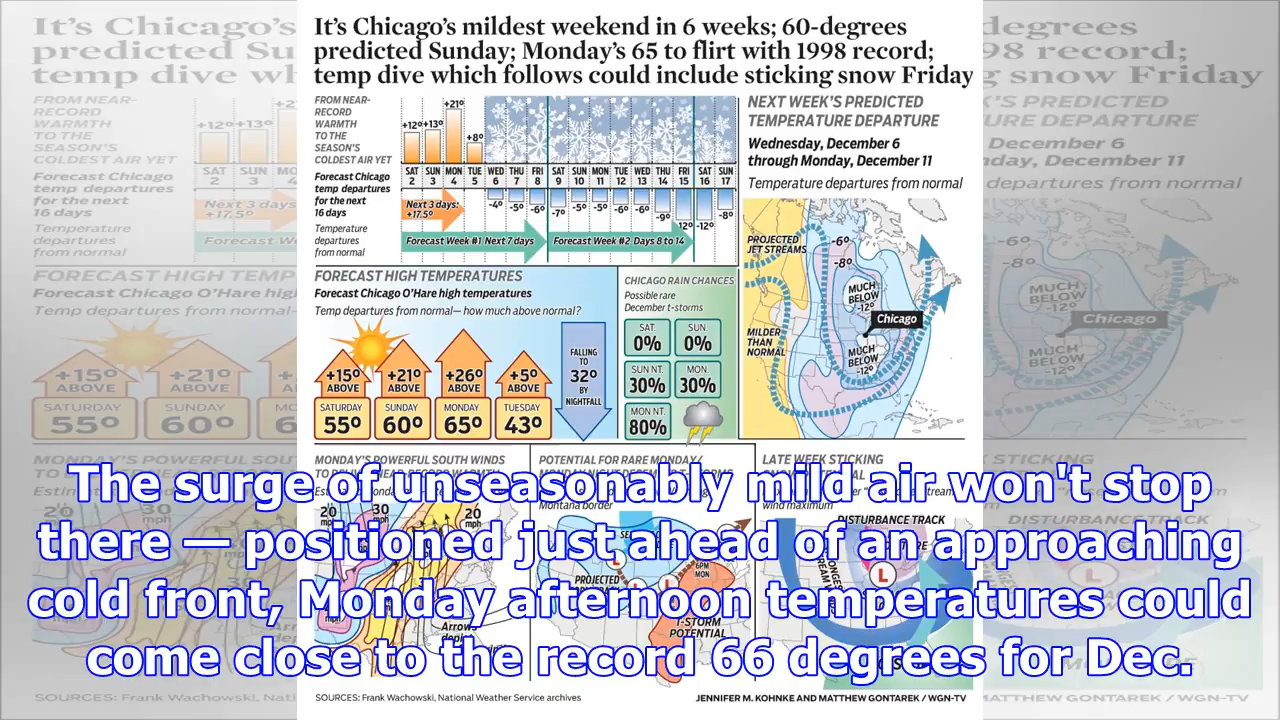 It's Chicago's mildest weekend in 6 weeks; 60-degrees
predicted Sunday; Monday's 65 to flirt with 1998 record;
temp dive which follows could include sticking snow Friday
FROM NEAR-
RECORD
WARMTH
TO THE
SEASON'S
COLDEST AIR YET
Forecast Chicago
temp departures
for the next
16 days
Temperature
departures
from normal
+12° +13° +21° +8°
SAT SUN MON TUE WED THU FRI SAT SUN MON TUE WED THU FRI SAT SUN
2 3 4 5 6 7 8 9 10 11 12 13 14 15 16 17
-4° -5° -6° -7° -5° -5° -6° -6° -9° -12° -12° -8°
Next 3 days:
+17.5°
Forecast Week #1 Next 7 days
Forecast Week #2 Days 8 to 14
NEXT WEEK'S PREDICTED
TEMPERATURE DEPARTURE
Wednesday, December 6
through Monday, December 11
Temperature departures from normal
PROJECTED
JET STREAMS
-6°
-8°
MUCH
BELOW
-12°
Chicago
MILDER
THAN
NORMAL
MUCH
BELOW
-12°
FORECAST HIGH TEMPERATURES
Forecast Chicago O'Hare high temperatures
Temp departures from normal— how much above normal?
+15° ABOVE
SATURDAY
55°
+21° ABOVE
SUNDAY
60°
+26° ABOVE
MONDAY
65°
+5° ABOVE
TUESDAY
43°
FALLING
TO
32°
BY
NIGHTFALL
CHICAGO RAIN CHANCES
Possible rare
December t-storms
SAT.
0%
SUN.
0%
SUN NT.
30%
MON.
30%
MON NT.
80%
MONDAY'S POWERFUL SOUTH WINDS
20
mph
30
20
mph
POTENTIAL FOR RARE MONDAY/
Montana border
PROJECTED
6PM
MON
T-STORM
POTENTIAL
LATE WEEK STICKING
wind maximum
DISTURBANCE TRACK
L
The surge of unseasonably mild air won't stop
there — positioned just ahead of an approaching
cold front, Monday afternoon temperatures could
come close to the record 66 degrees for Dec.
SOURCES: Frank Wachowski, National Weather Service archives
JENNIFER M. KOHNKE AND MATTHEW GONTAREK / WGN-TV